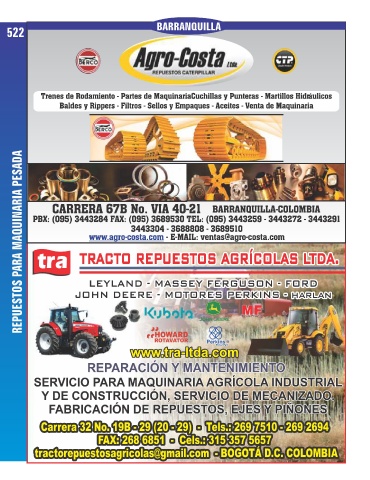 522
BARRANQUILLA
REPUESTOS PARA MAQUINARIA PESADA
BERCO
Agro-Costa Ltda
REPUESTOS CATERPILLAR
CTP
Trenes de Rodamiento - Partes de MaquinariaCuchillas y Punteras - Martillos Hidráulicos
Baldes y Rippers - Filtros - Sellos y Empaques - Aceites - Venta de Maquinaria
BERCO
CARRERA 67B No. VIA 40-21 BARRANQUILLA-COLOMBIA
PBX: (095) 3443284 FAX: (095) 3689530 TEL: (095) 3443259 - 3443272 - 3443291
3443304 - 3688808 - 3689510
www.agro-costa.com - E-MAIL: ventas@agro-costa.com
tra TRACTO REPUESTOS AGRÍCOLAS LTDA.
LEYLAND - MASSEY FERGUSON - FORD
JOHN DEERE - MOTORES PERKINS - HARLAN
Kubota
MF
HOWARD
ROTAVATOR
Perkins
www.tra-ltda.com
REPARACIÓN Y MANTENIMIENTO
SERVICIO PARA MAQUINARIA AGRÍCOLA INDUSTRIAL
Y DE CONSTRUCCIÓN, SERVICIO DE MECANIZADO.
FABRICACIÓN DE REPUESTOS, EJES Y PIÑONES
Carrera 32 No. 19B - 29 (20 - 29) - Tels.: 269 7510 - 269 2694
FAX: 268 6851 - Cels.: 315 357 5657
tractorepuestosagricolas@gmail.com - BOGOTÁ D.C. COLOMBIA